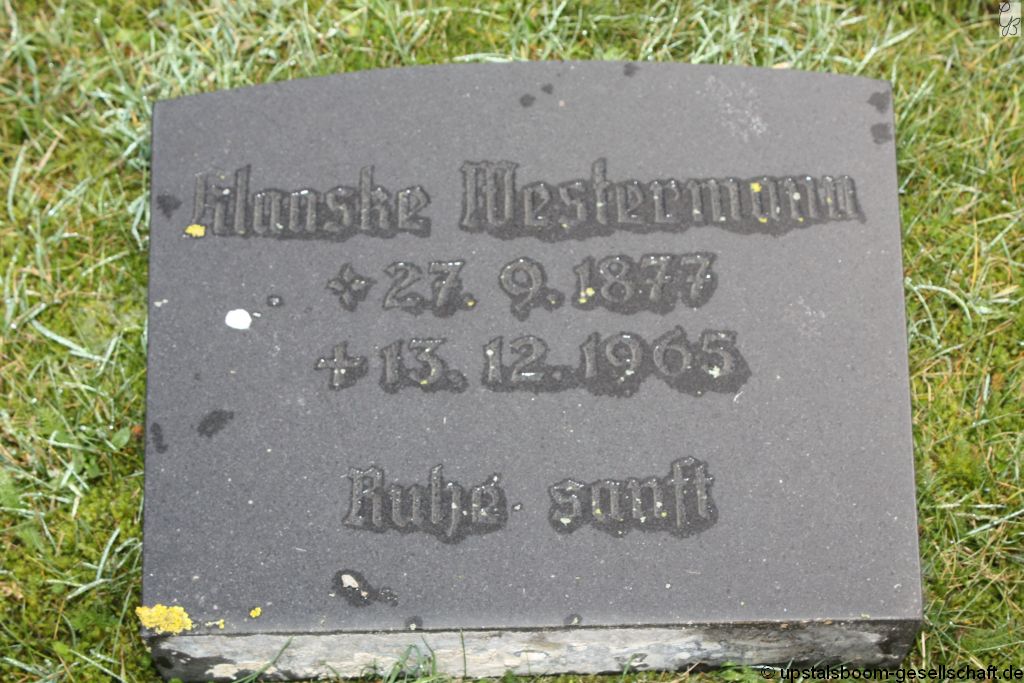 Klaaske Westermann
27. 9. 1877
† 13. 12. 1965
Ruhe sanft
© upstalsboom-gesellschaft.de